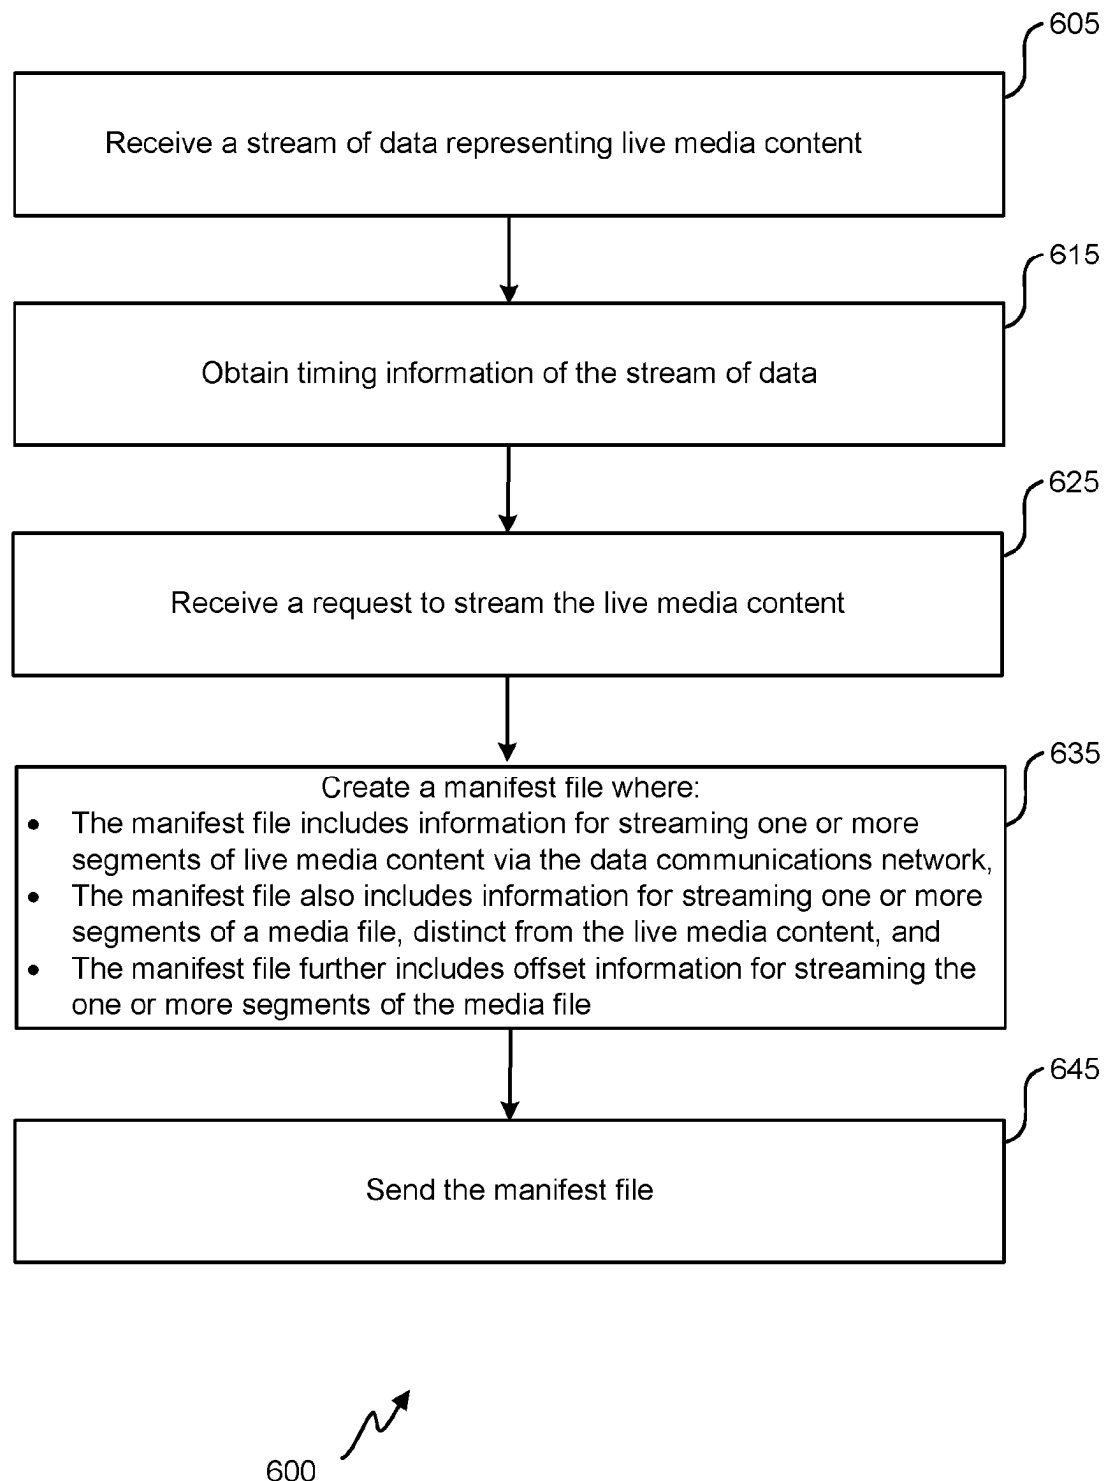 605
Receive a stream of data representing live media content
615
Obtain timing information of the stream of data
625
Receive a request to stream the live media content
635
Create a manifest file where:
• The manifest file includes information for streaming one or more
segments of live media content via the data communications network,
• The manifest file also includes information for streaming one or more
segments of a media file, distinct from the live media content, and
• The manifest file further includes offset information for streaming the
one or more segments of the media file
645
Send the manifest file
600